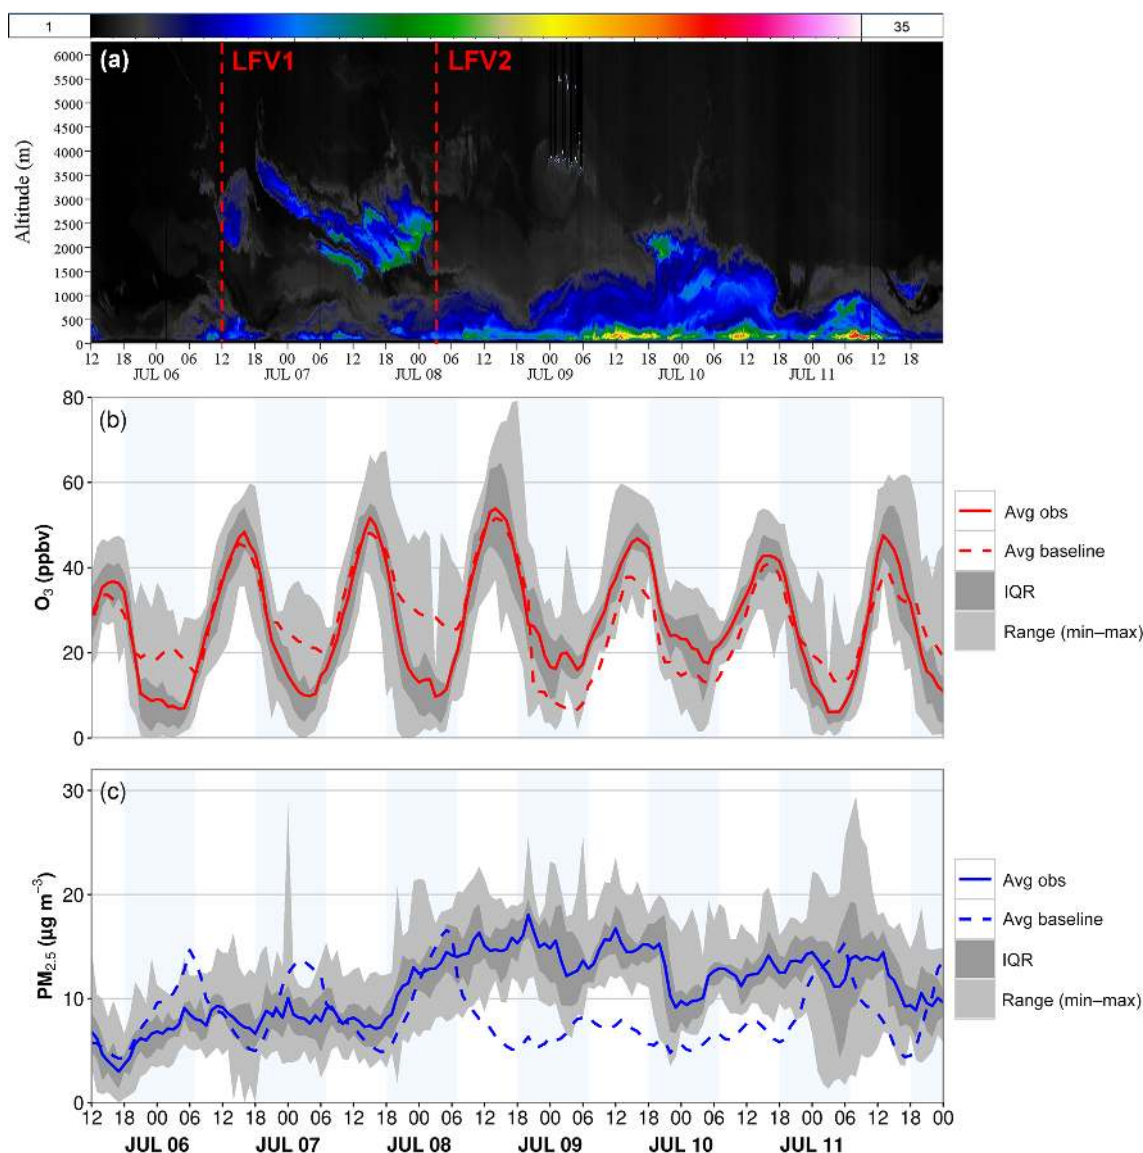 1 35
(a) LFV1 LFV2
Altitude (m)
6000
5500
5000
4500
4000
3500
3000
2500
2000
1500
1000
500
0
12 18 00 06 12 18 00 06 12 18 00 06 12 18 00 06 12 18 00 06 12 18 00 06 12 18
JUL 06 JUL 07 JUL 08 JUL 09 JUL 10 JUL 11
(b)
O3 (ppbv)
80
60
40
20
0
Avg obs
Avg baseline
IQR
Range (min–max)
(c)
PM2.5 (µg m−3)
30
20
10
0
Avg obs
Avg baseline
IQR
Range (min–max)
12 18 00 06 12 18 00 06 12 18 00 06 12 18 00 06 12 18 00 06 12 18 00 06 12 18 00
JUL 06 JUL 07 JUL 08 JUL 09 JUL 10 JUL 11